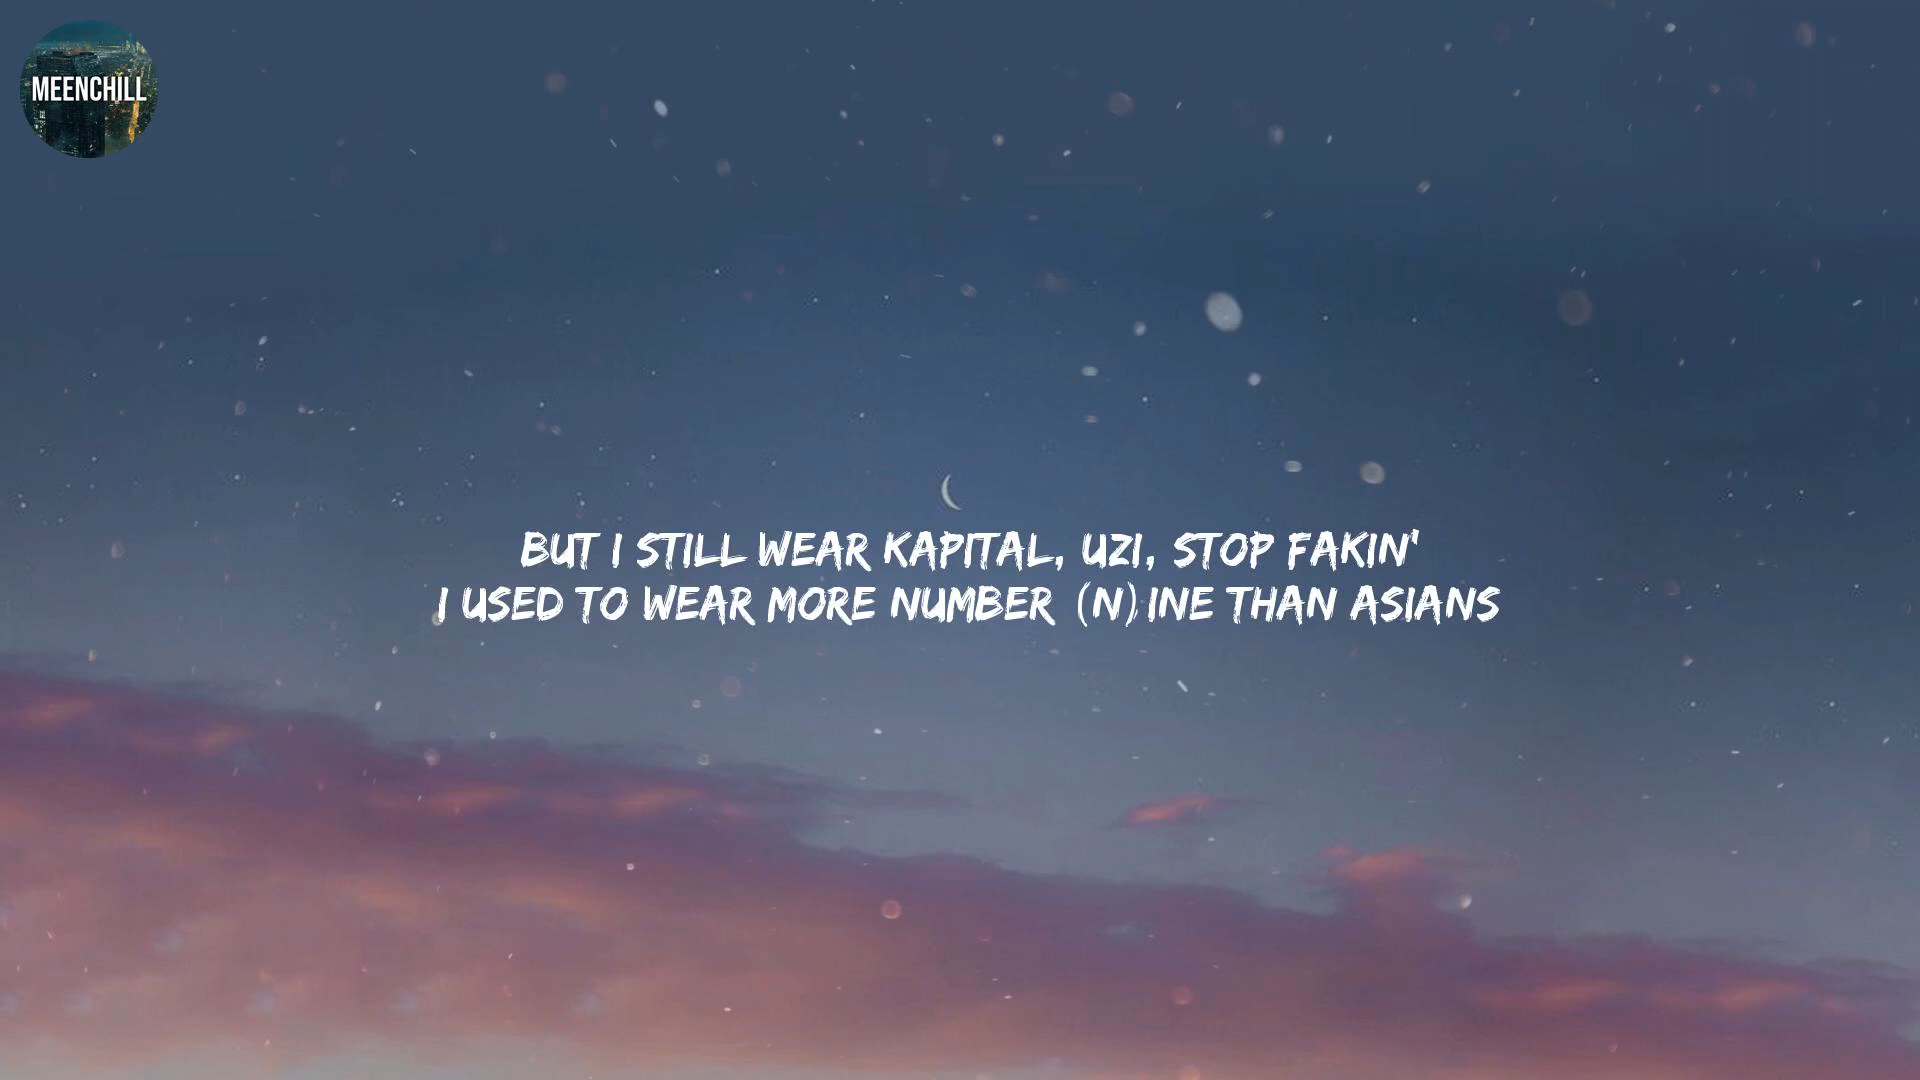 MEENCHILL
BUT I STILL WEAR KAPITAL, UZI, STOP FAKIN'
I USED TO WEAR MORE NUMBER (N)INE THAN ASIANS